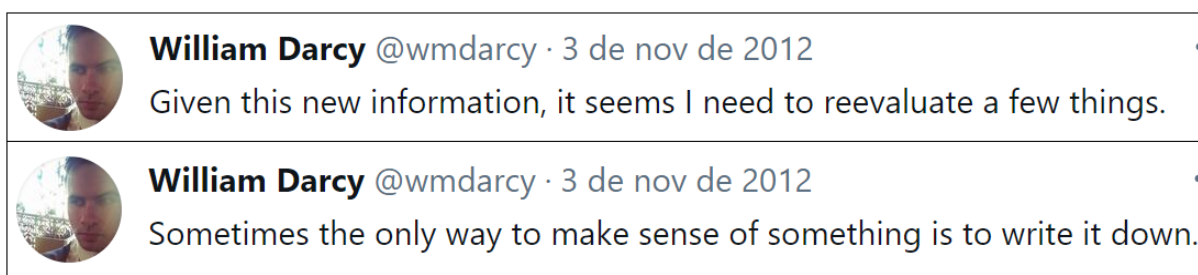 William Darcy @wmdarcy · 3 de nov de 2012
Given this new information, it seems I need to reevaluate a few things.
William Darcy @wmdarcy · 3 de nov de 2012
Sometimes the only way to make sense of something is to write it down.